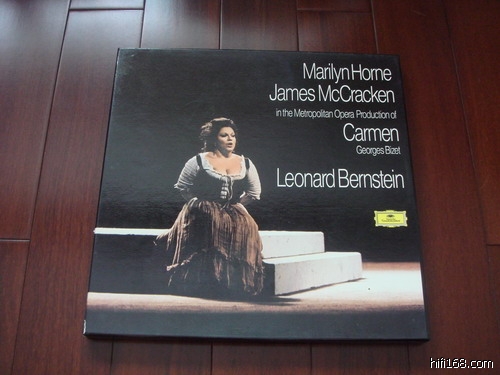 Marilyn Horne
James McCracken
in the Metropolitan Opera Production of
Carmen
Georges Bizet
Leonard Bernstein
hifi168.com